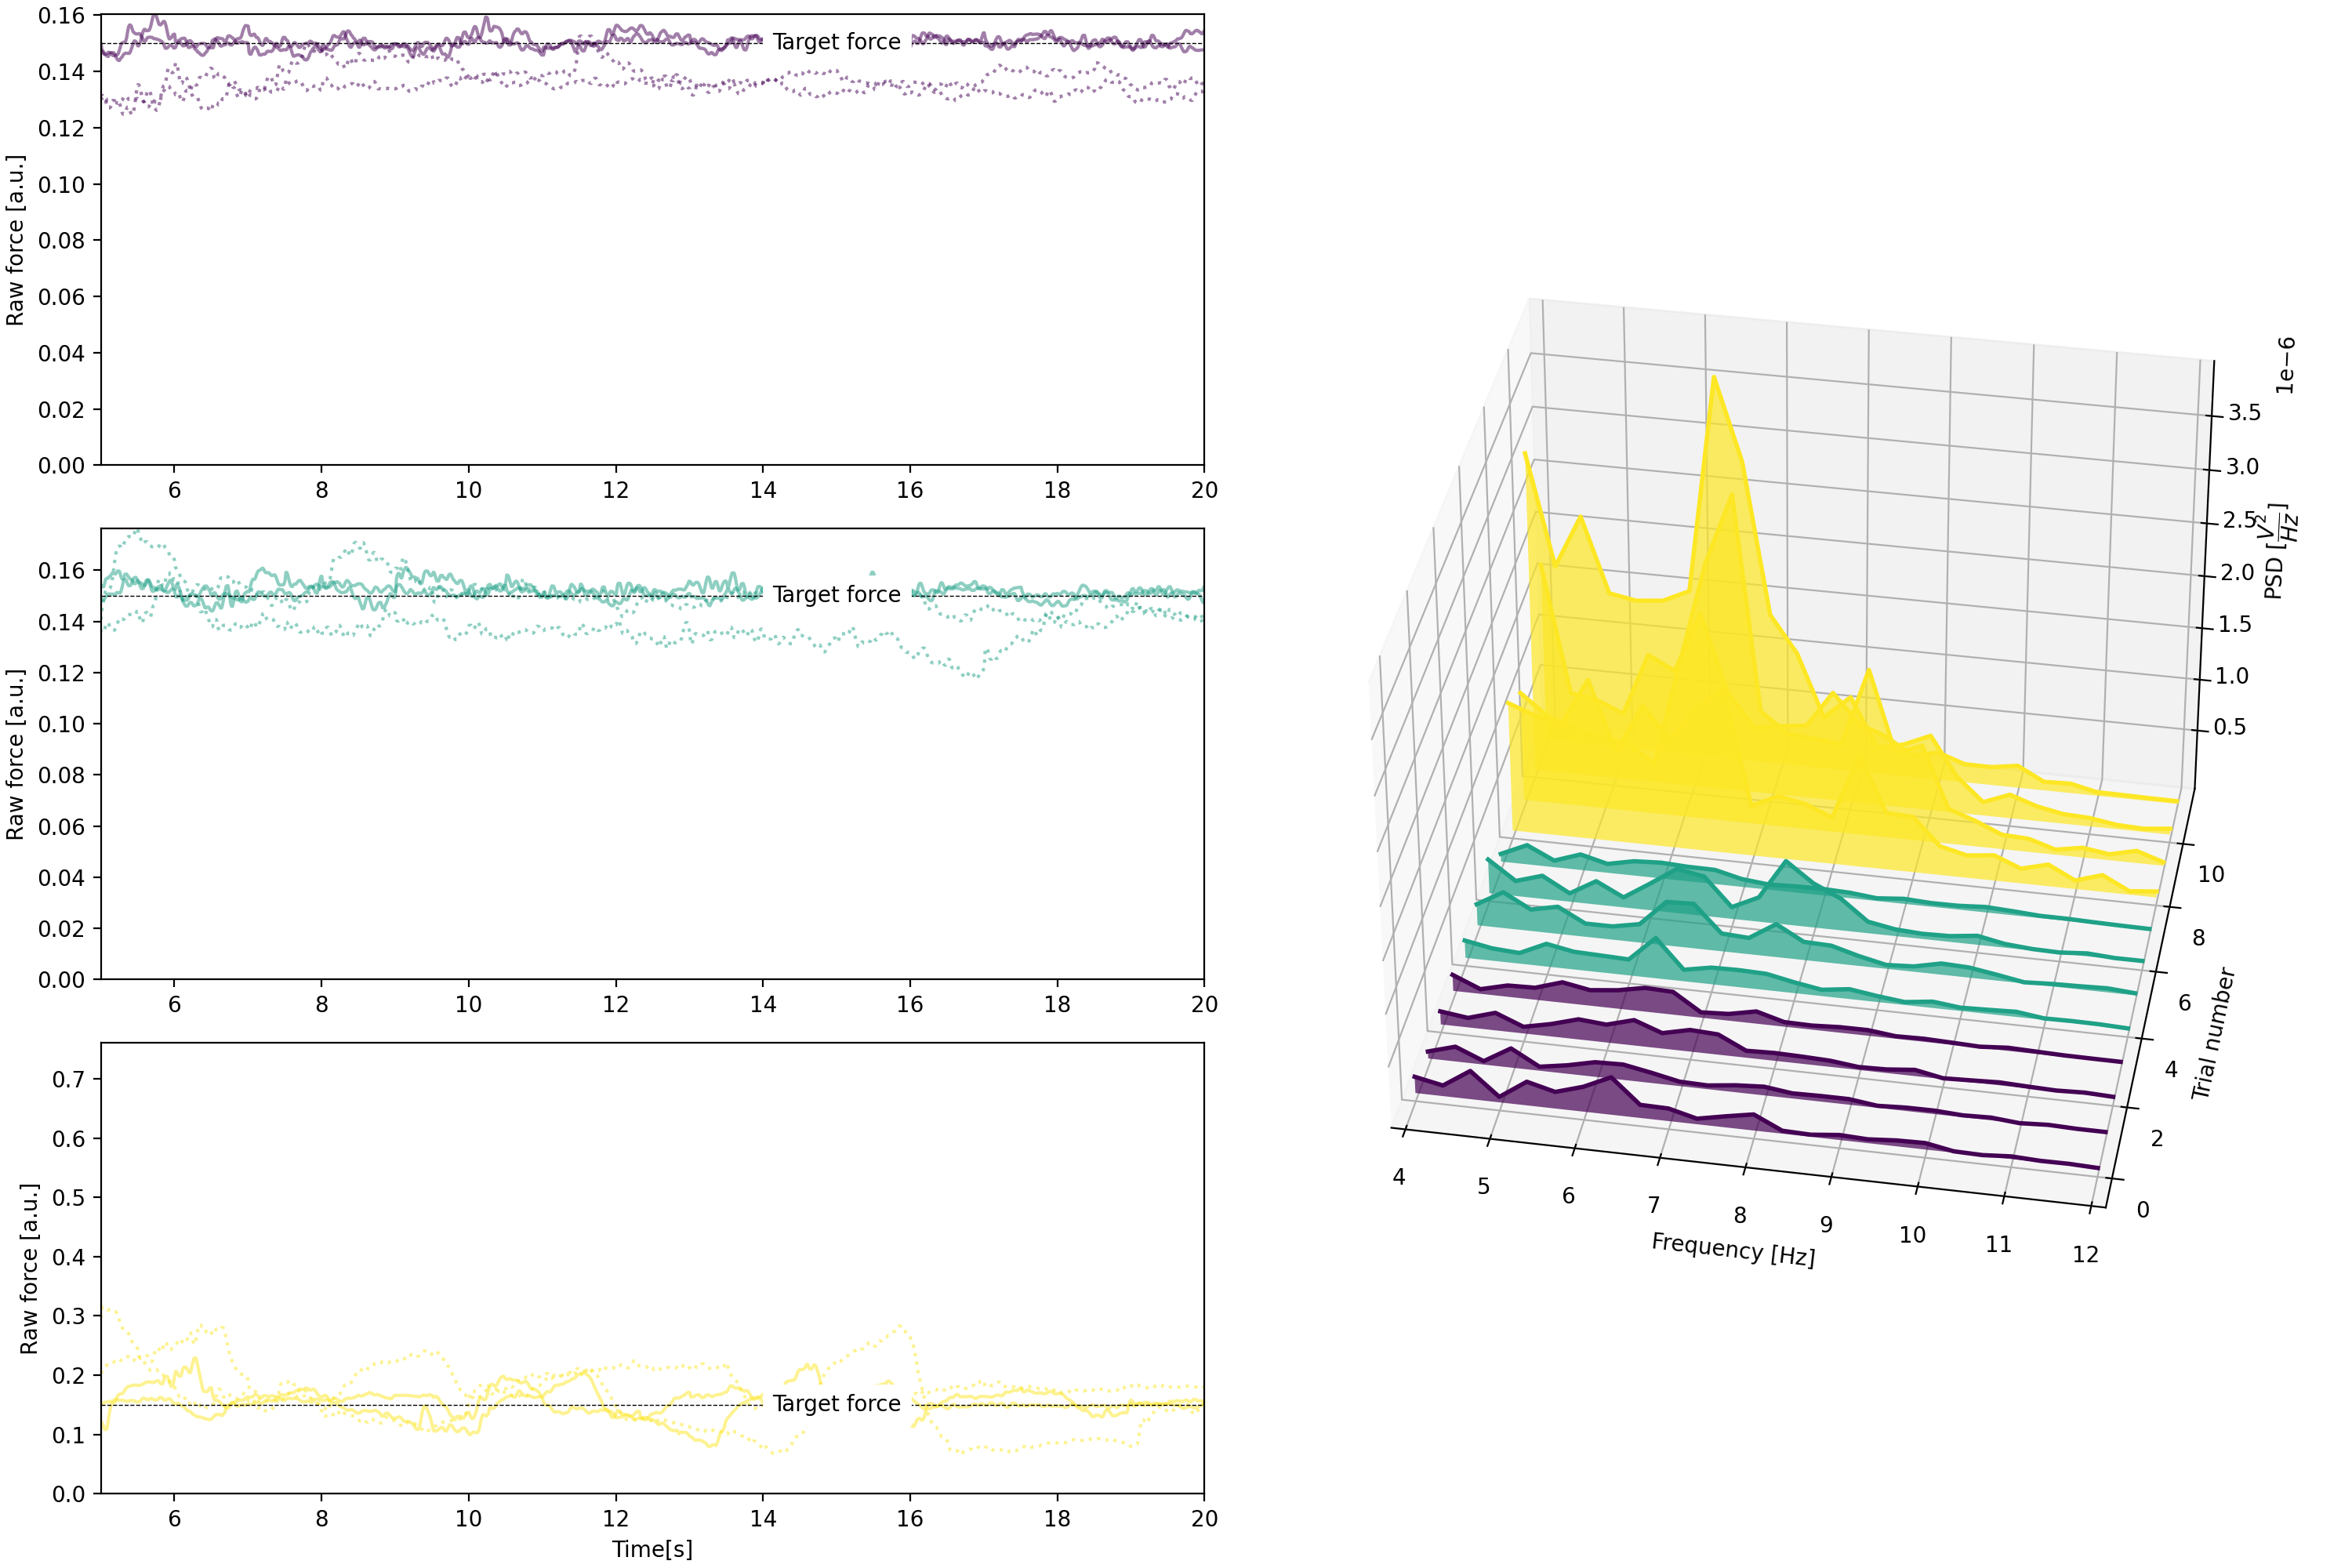 0.16
0.14
0.12
0.10
0.08
0.06
0.04
0.02
0.00
Raw force [a.u.]
Target force
6 8 10 12 14 16 18 20
0.16
0.14
0.12
0.10
0.08
0.06
0.04
0.02
0.00
Raw force [a.u.]
Target force
6 8 10 12 14 16 18 20
0.7
0.6
0.5
0.4
0.3
0.2
0.1
0.0
Raw force [a.u.]
Target force
6 8 10 12 14 16 18 20
Time[s]
1e−6
3.5
3.0
2.5
2.0
1.5
1.0
0.5
PSD [V²/Hz]
10
8
6
4
2
0
Trial number
4 5 6 7 8 9 10 11 12
Frequency [Hz]